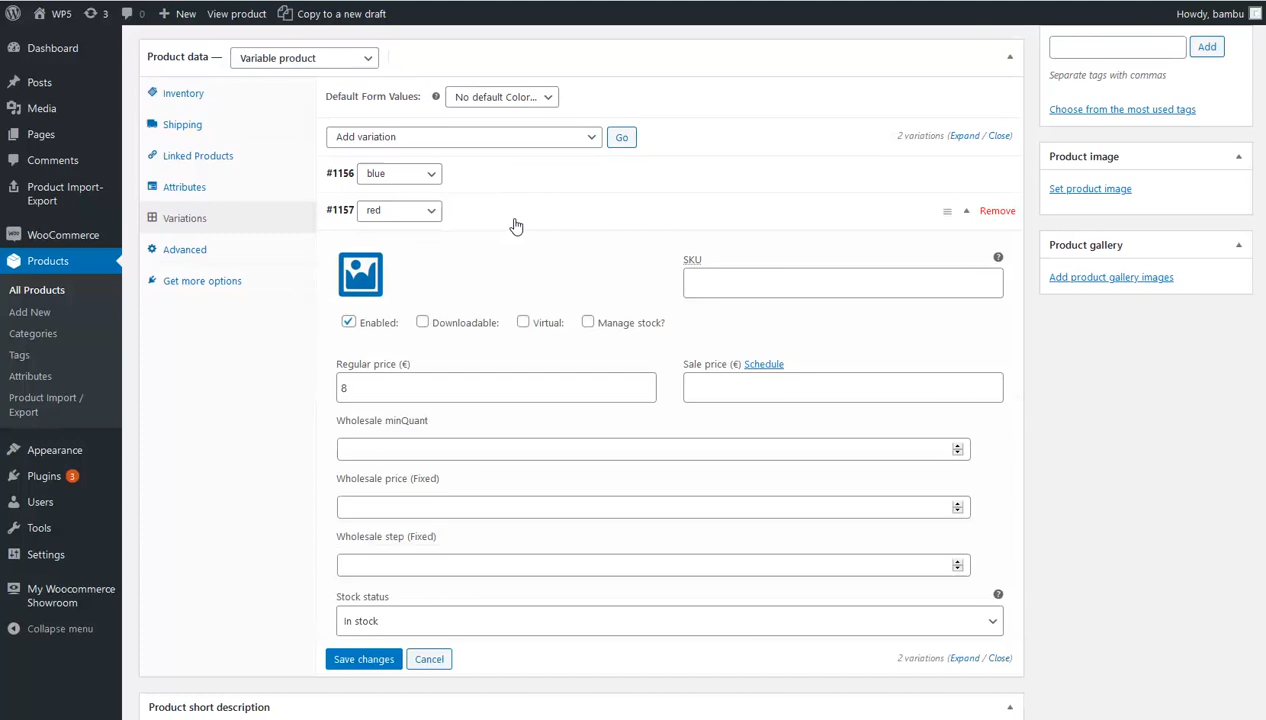 WP5 3 0 New View product Copy to a new draft Howdy, bambu
Dashboard
Posts
Media
Pages
Comments
Product Import-
Export
WooCommerce
Products
All Products
Add New
Categories
Tags
Attributes
Product Import /
Export
Appearance
Plugins 3
Users
Tools
Settings
My Woocommerce
Showroom
Collapse menu
Product data — Variable product
Inventory
Shipping
Linked Products
Attributes
Variations
Advanced
Get more options
Default Form Values: No default Color...
Add variation Go 2 variations (Expand / Close)
#1156 blue
#1157 red Remove
SKU
Enabled: Downloadable: Virtual: Manage stock?
Regular price (€) Sale price (€) Schedule
8
Wholesale minQuant
Wholesale price (Fixed)
Wholesale step (Fixed)
Stock status
In stock
Save changes Cancel 2 variations (Expand / Close)
Product short description
Add
Separate tags with commas
Choose from the most used tags
Product image
Set product image
Product gallery
Add product gallery images